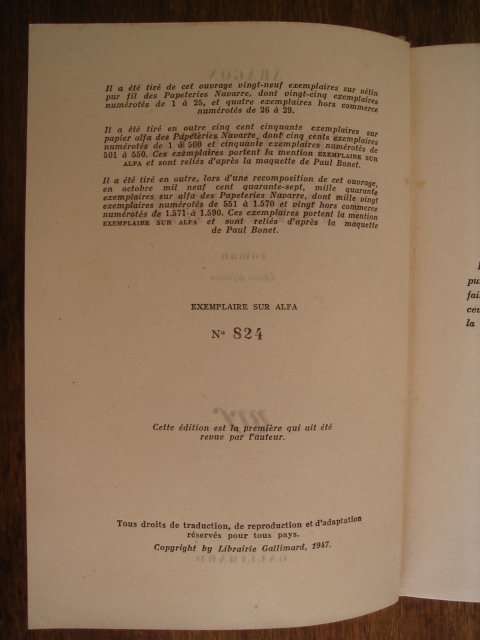 Il a été tiré de cet ouvrage vingt-neuf exemplaires sur vélin
pur fil des Papeteries Navarre, dont vingt-cinq exemplaires
numérotés de 1 à 25, et quatre exemplaires hors commerce
numérotés de 26 à 29.
Il a été tiré en outre cinq cent cinquante exemplaires sur
papier alfa des Papéteries Navarre, dont cinq cents exemplaires
numérotés de 1 à 500 et cinquante exemplaires numérotés de
501 à 550. Ces exemplaires portent la mention EXEMPLAIRE SUR
ALFA et sont reliés d'après la maquette de Paul Bonet.
Il a été tiré en outre, lors d'une recomposition de cet ouvrage,
en octobre mil neuf cent quarante-sept, mille quarante
exemplaires sur alfa des Papeteries Navarre, dont mille vingt
exemplaires numérotés de 551 à 1.570 et vingt hors commerce
numérotés de 1.571 à 1.590. Ces exemplaires portent la mention
EXEMPLAIRE SUR ALFA et sont reliés d'après la maquette
de Paul Bonet.
EXEMPLAIRE SUR ALFA
N° 824
Cette édition est la première qui ait été
revue par l'auteur.
Tous droits de traduction, de reproduction et d'adaptation
réservés pour tous pays.
Copyright by Librairie Gallimard, 1947.
la